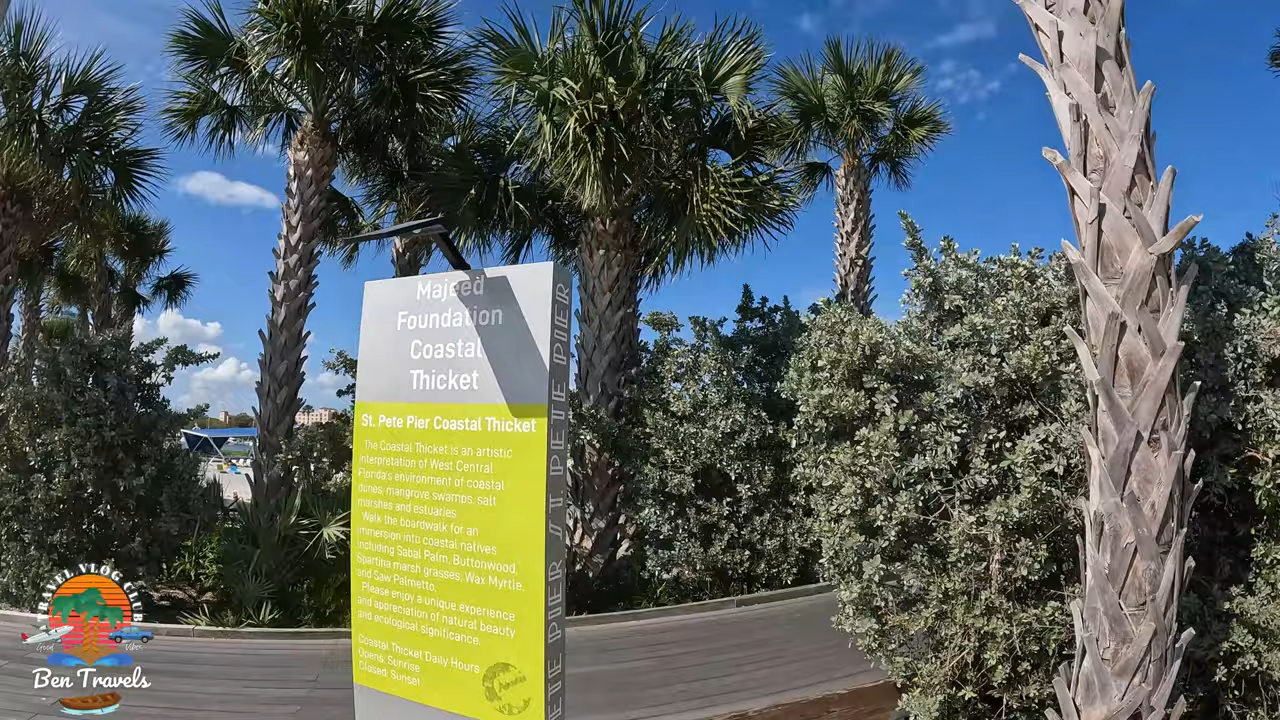 Majeed
Foundation
Coastal
Thicket
St. Pete Pier Coastal Thicket
The Coastal Thicket is an artistic
interpretation of West Central
Florida's environment of coastal
dunes, mangrove swamps, salt
marshes and estuaries
Walk the boardwalk for an
immersion into coastal natives
including Sabal Palm, Buttonwood,
Spartina marsh grasses, Wax Myrtle,
and Saw Palmetto.
Please enjoy a unique experience
and appreciation of natural beauty
and ecological significance.
Coastal Thicket Daily Hours
Opens: Sunrise
Closed: Sunset
ETE PIER ST. PETE PIER
TRAVEL VLOG CLUB
Good Vibes
Ben Travels